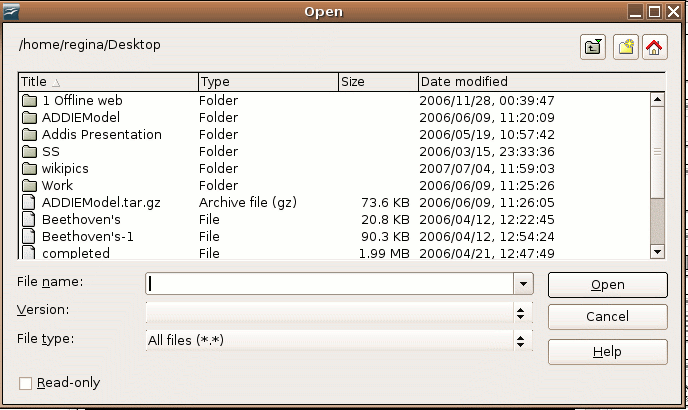 Open
/home/regina/Desktop
Title Type Size Date modified
1 Offline web Folder 2006/11/28, 00:39:47
ADDIEModel Folder 2006/06/09, 11:20:09
Addis Presentation Folder 2006/05/19, 10:57:42
SS Folder 2006/03/15, 23:33:36
wikipics Folder 2007/07/04, 11:59:03
Work Folder 2006/06/09, 11:25:26
ADDIEModel.tar.gz Archive file (gz) 73.6 KB 2006/06/09, 11:26:05
Beethoven's File 20.8 KB 2006/04/12, 12:22:45
Beethoven's-1 File 90.3 KB 2006/04/12, 12:54:24
completed File 1.99 MB 2006/04/21, 12:47:49
File name: Open
Version: Cancel
File type: All files (*.*) Help
Read-only